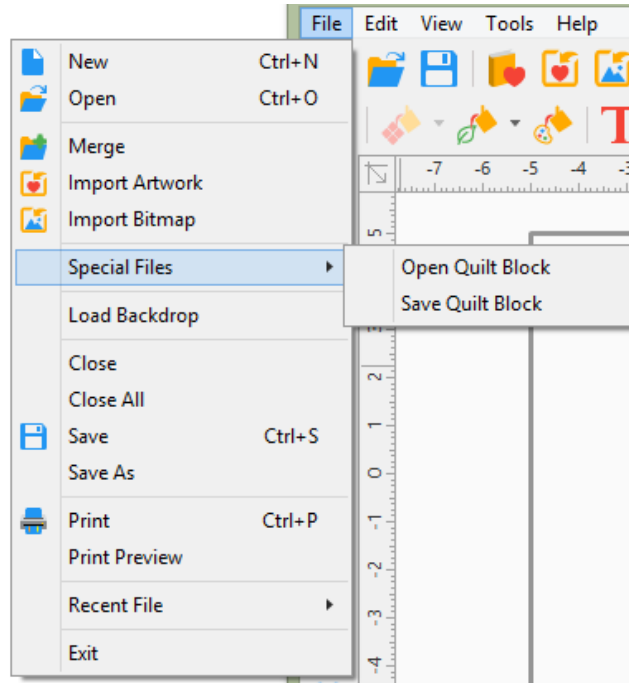 File Edit View Tools Help
New Ctrl+N
Open Ctrl+O
Merge
Import Artwork
Import Bitmap
Special Files
Open Quilt Block
Save Quilt Block
Load Backdrop
Close
Close All
Save Ctrl+S
Save As
Print Ctrl+P
Print Preview
Recent File
Exit
T
-7 -6 -5 -4 -3
5
2
1
0
-1
-2
-3
-4